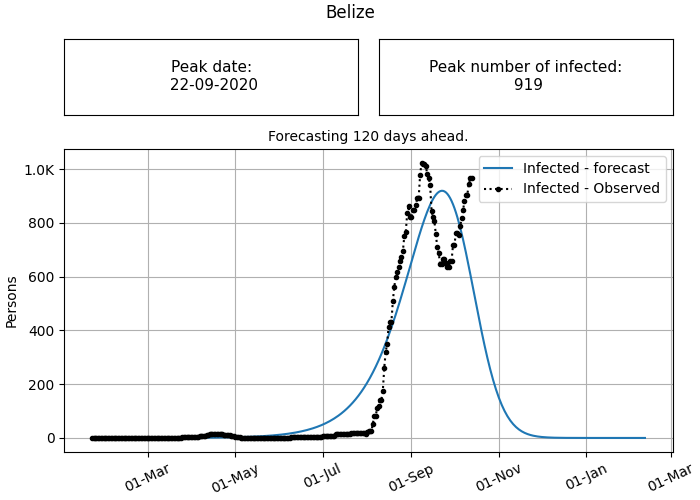 Belize
Peak date:
22-09-2020
Peak number of infected:
919
Forecasting 120 days ahead.
Infected - forecast
Infected - Observed
Persons
1.0K
800
600
400
200
0
01-Mar
01-May
01-Jul
01-Sep
01-Nov
01-Jan
01-Mar